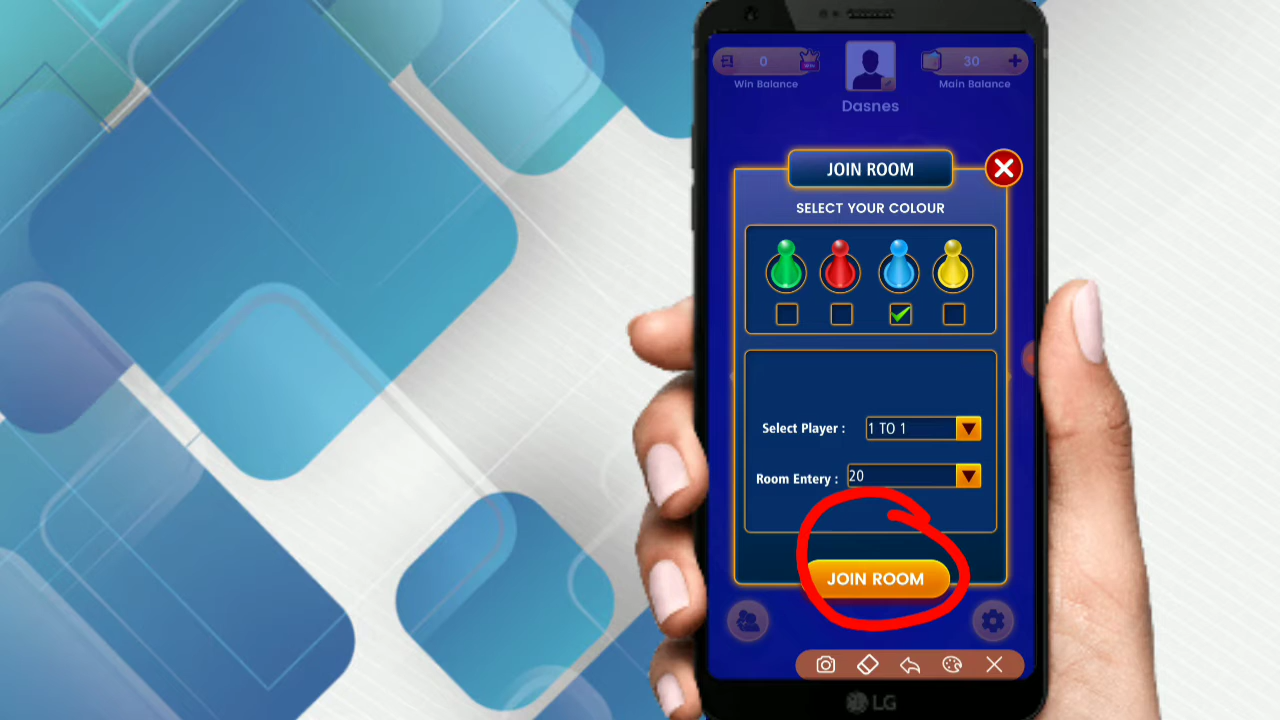 0
30
Win Balance
Main Balance
Dasnes
JOIN ROOM
SELECT YOUR COLOUR
Select Player :
1 TO 1
Room Entery :
20
JOIN ROOM
LG